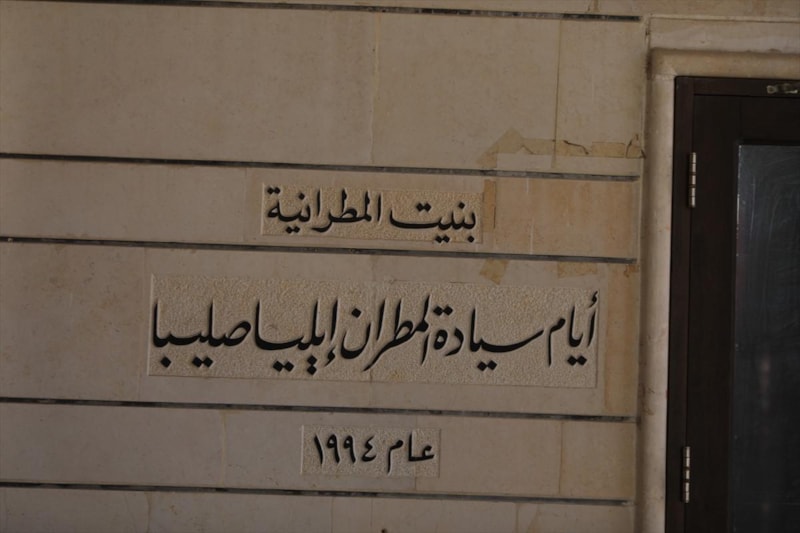 بنيت المطرانية
أيام سيادة المطران إيليا صليبا
عام ١٩٩٤